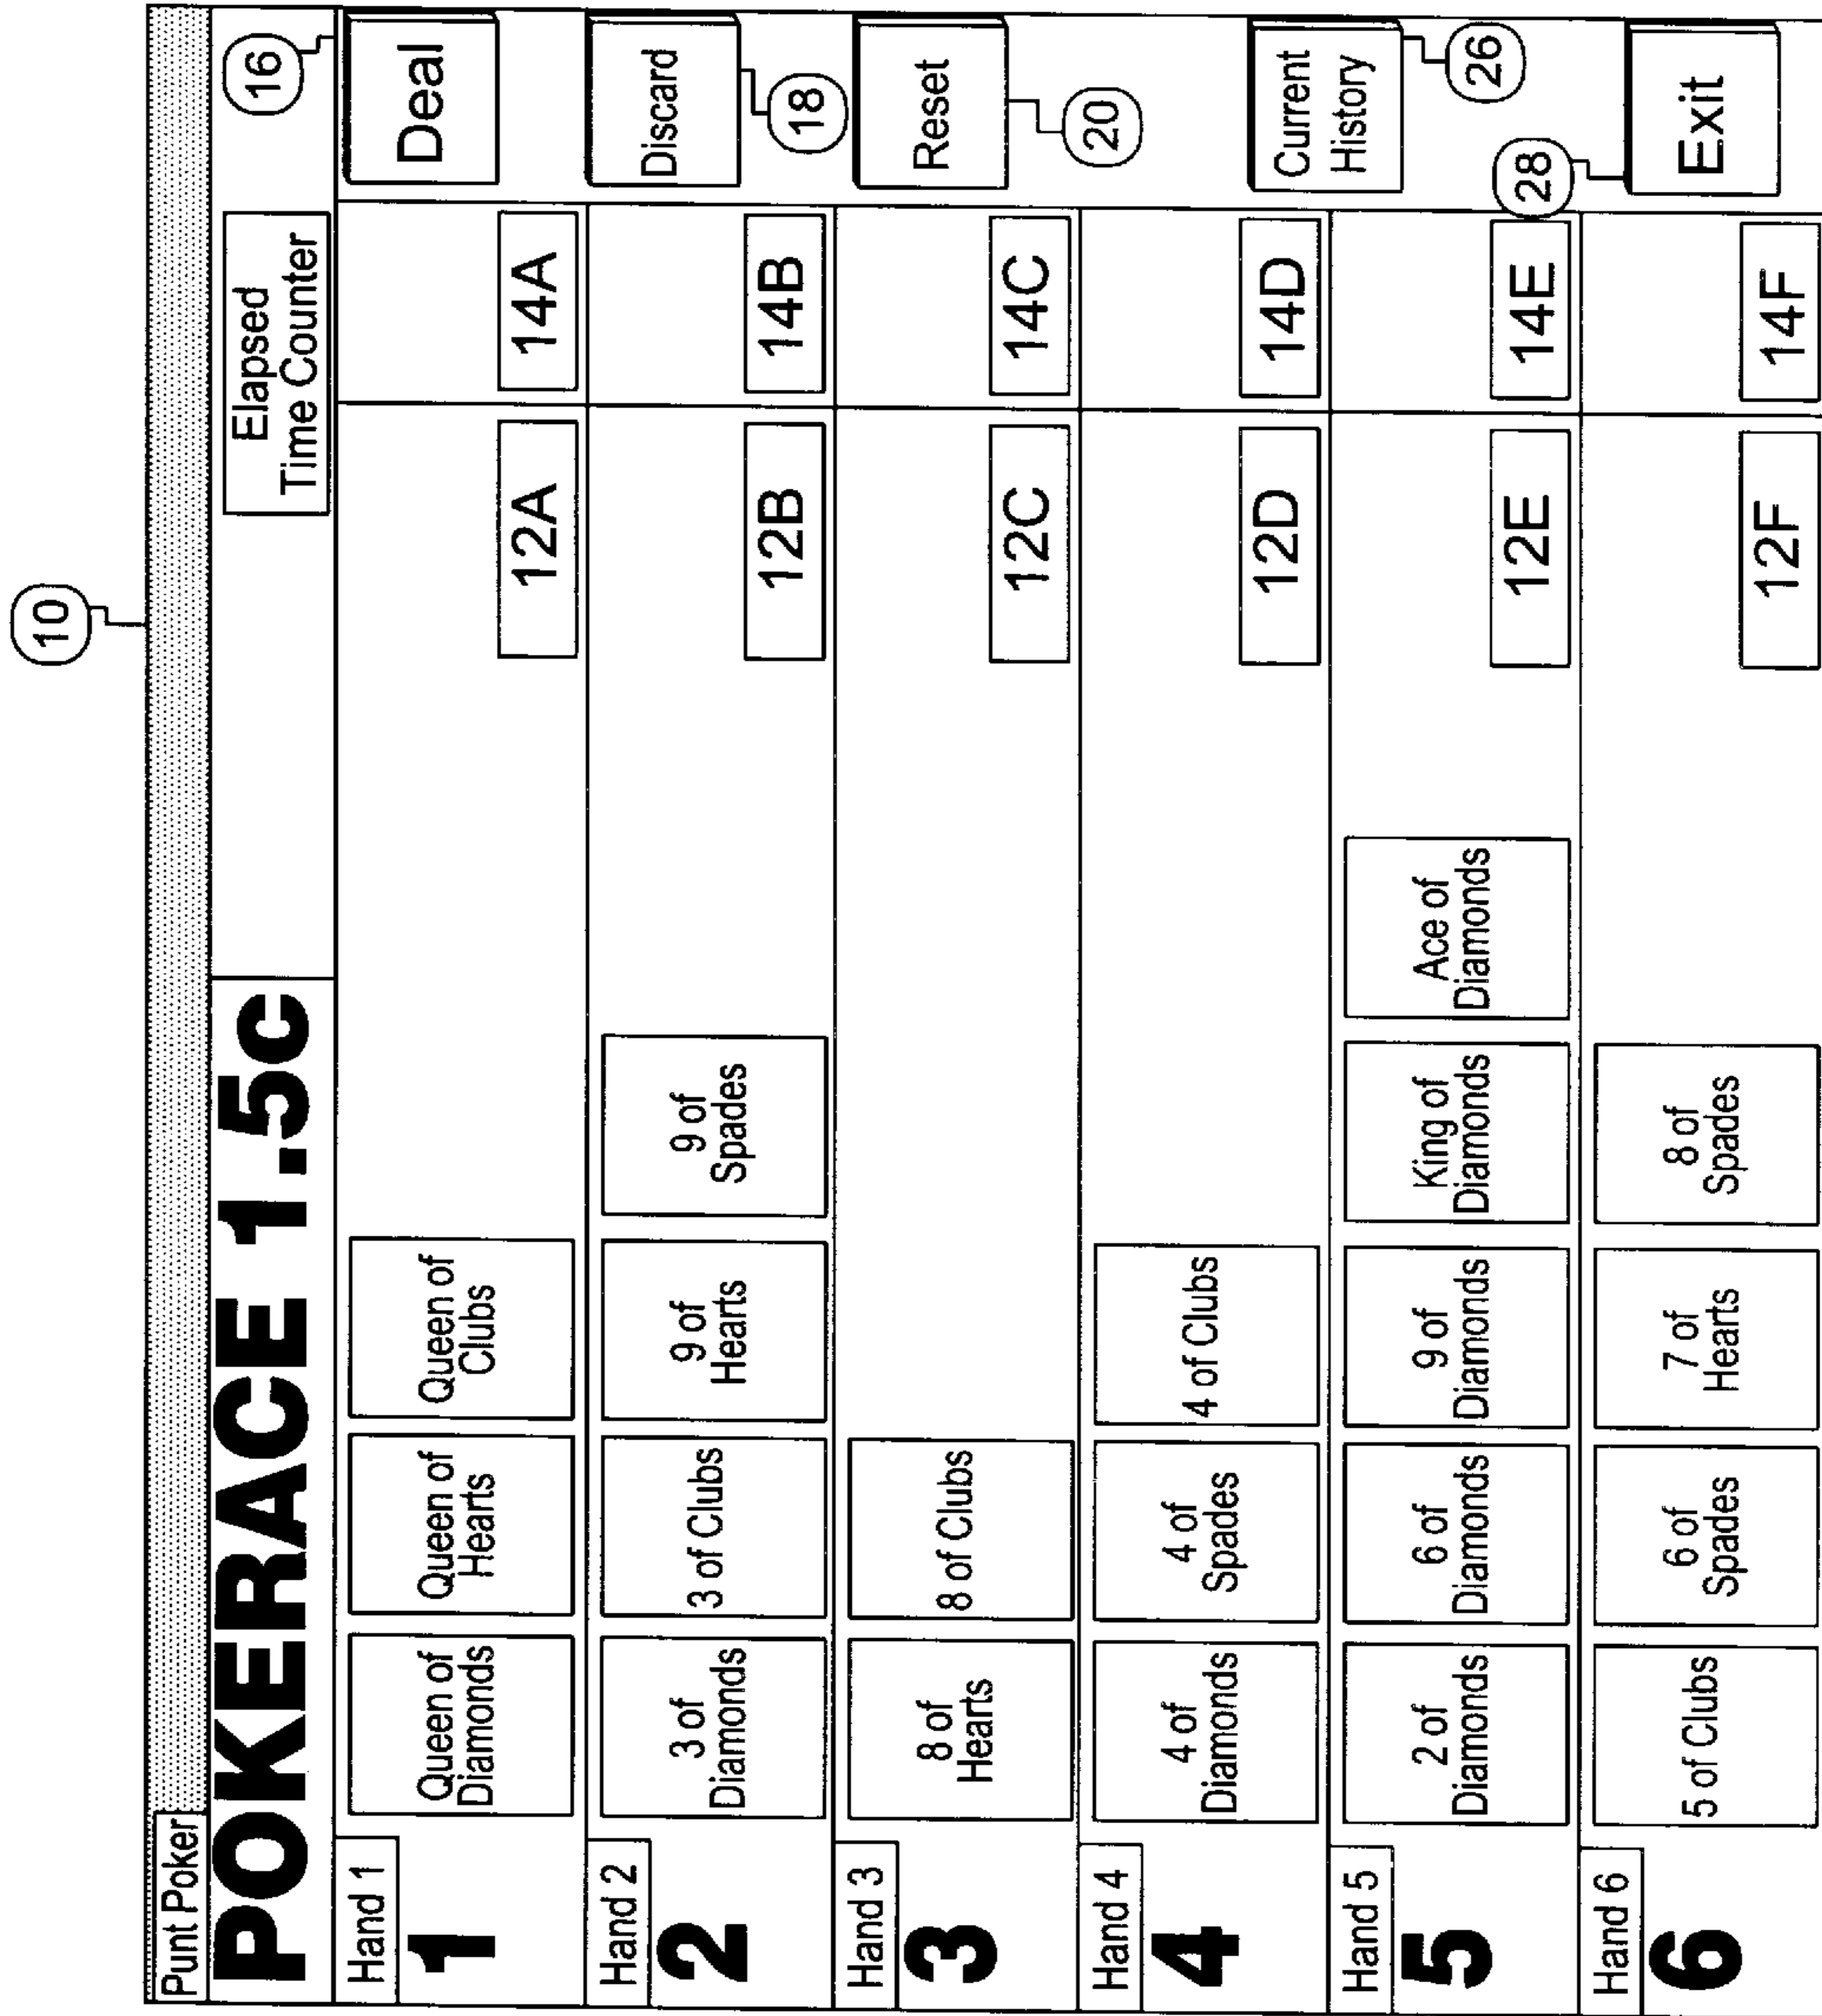 10
Punt Poker
POKERACE 1.5c
Elapsed
Time Counter
16
Hand 1
1
Queen of
Diamonds
Queen of
Hearts
Queen of
Clubs
12A
14A
Deal
Hand 2
2
3 of
Diamonds
3 of Clubs
9 of
Hearts
9 of
Spades
12B
14B
Discard
18
Hand 3
3
8 of
Hearts
8 of Clubs
12C
14C
Reset
20
Hand 4
4
4 of
Diamonds
4 of
Spades
4 of Clubs
12D
14D
Current
History
26
Hand 5
5
2 of
Diamonds
6 of
Diamonds
9 of
Diamonds
King of
Diamonds
Ace of
Diamonds
12E
14E
28
Hand 6
6
5 of Clubs
6 of
Spades
7 of
Hearts
8 of
Spades
12F
14F
Exit